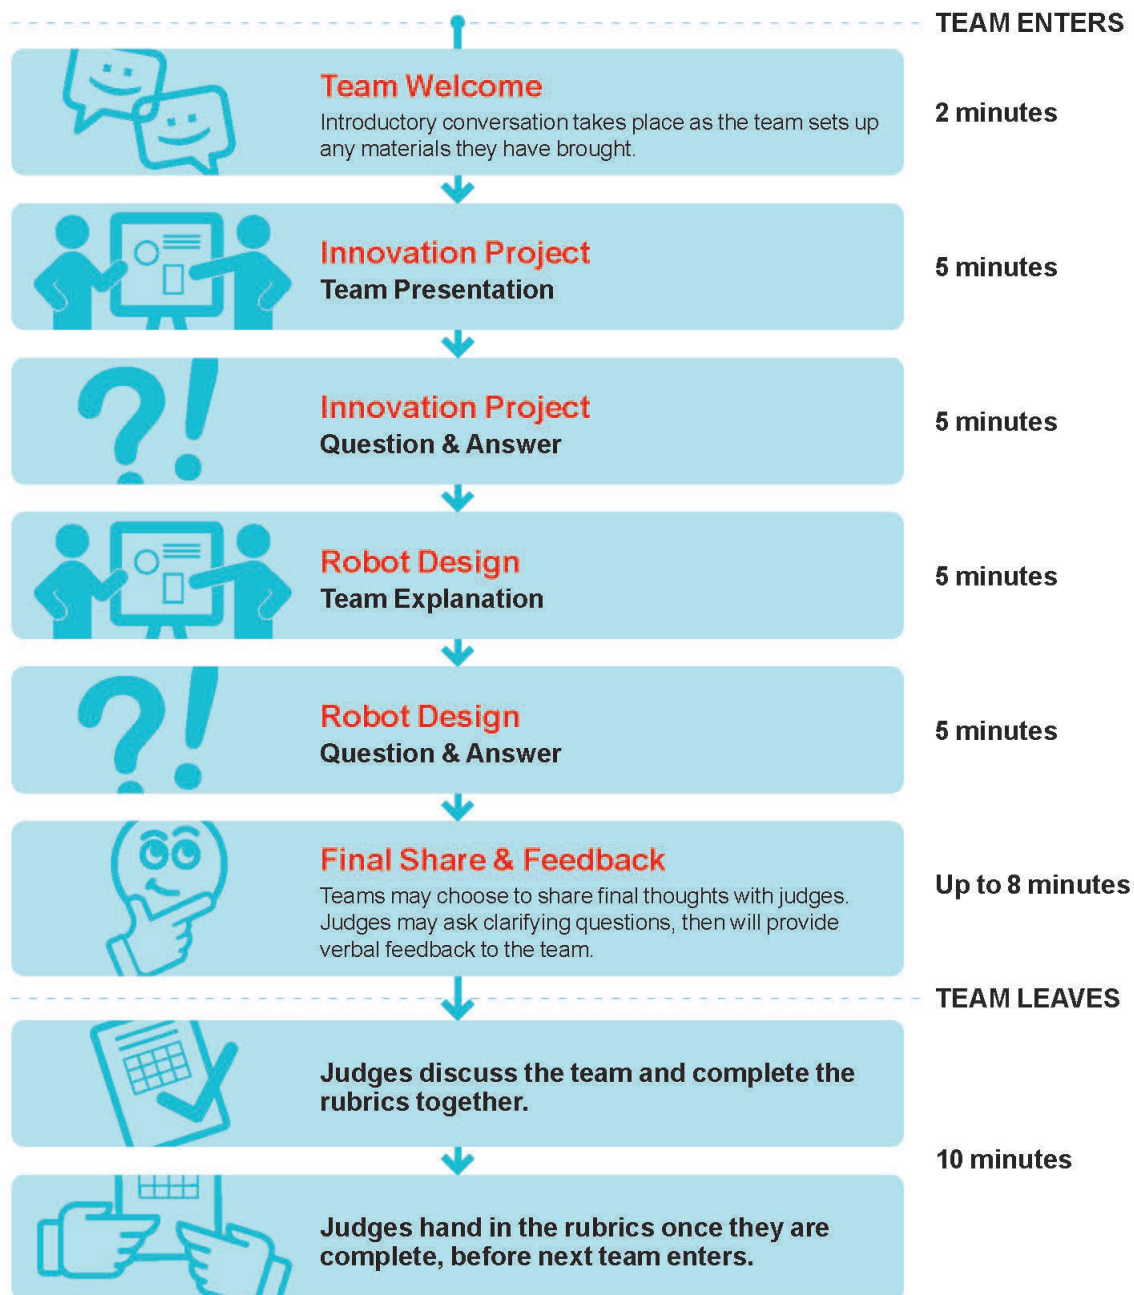 TEAM ENTERS
Team Welcome
Introductory conversation takes place as the team sets up
any materials they have brought.
2 minutes
Innovation Project
Team Presentation
5 minutes
Innovation Project
Question & Answer
5 minutes
Robot Design
Team Explanation
5 minutes
Robot Design
Question & Answer
5 minutes
Final Share & Feedback
Teams may choose to share final thoughts with judges.
Judges may ask clarifying questions, then will provide
verbal feedback to the team.
Up to 8 minutes
TEAM LEAVES
Judges discuss the team and complete the
rubrics together.
10 minutes
Judges hand in the rubrics once they are
complete, before next team enters.